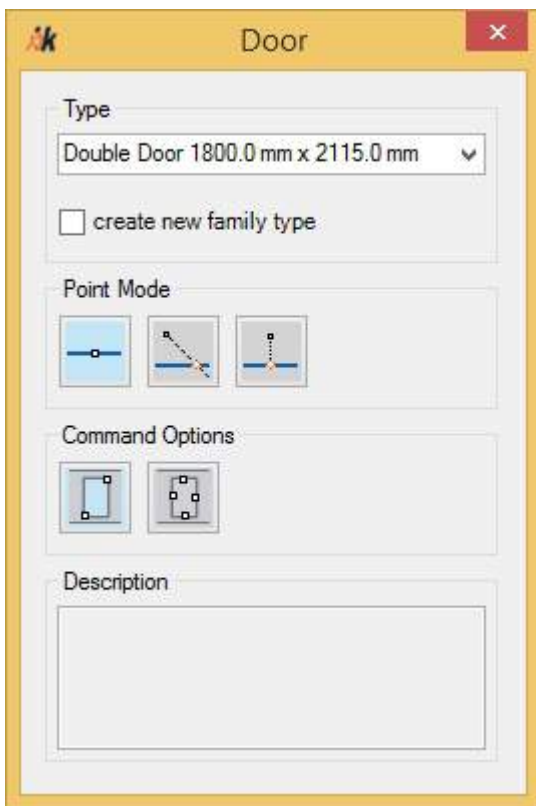 Door
Type
Double Door 1800.0 mm x 2115.0 mm
create new family type
Point Mode
Command Options
Description